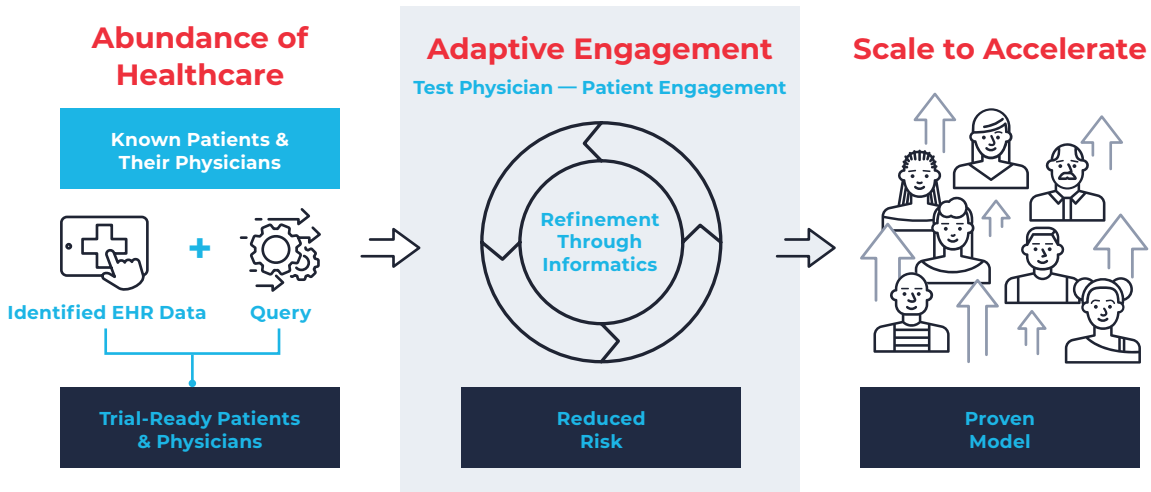 Abundance of
Healthcare
Known Patients &
Their Physicians
+
Identified EHR Data
Query
Trial-Ready Patients
& Physicians
Adaptive Engagement
Test Physician — Patient Engagement
Refinement
Through
Informatics
Reduced
Risk
Scale to Accelerate
Proven
Model